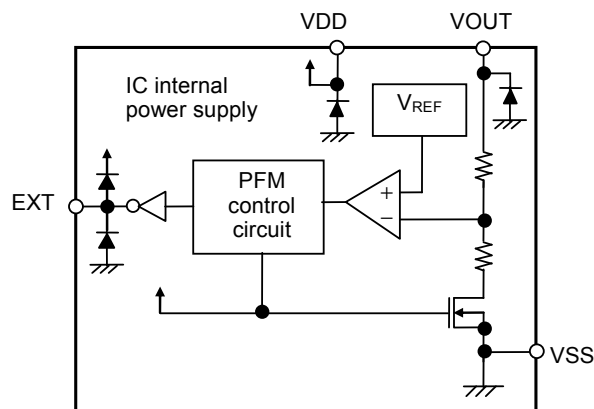 VDD
VOUT
IC internal
power supply
VREF
EXT
PFM
control
circuit
+
−
VSS